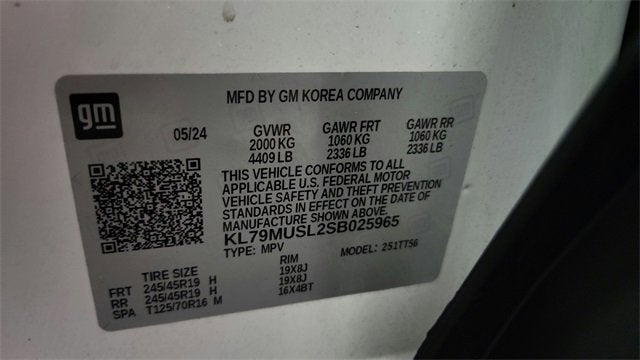 gm
MFD BY GM KOREA COMPANY
05/24
GVWR GAWR FRT GAWR RR
2000 KG 1060 KG 1060 KG
4409 LB 2336 LB 2336 LB
THIS VEHICLE CONFORMS TO ALL
APPLICABLE U.S. FEDERAL MOTOR
VEHICLE SAFETY AND THEFT PREVENTION
STANDARDS IN EFFECT ON THE DATE OF
MANUFACTURE SHOWN ABOVE.
KL79MUSL2SB025965
TYPE: MPV MODEL: 251TT56
TIRE SIZE RIM
FRT 245/45R19 H 19X8J
RR 245/45R19 H 19X8J
SPA T125/70R16 M 16X4BT